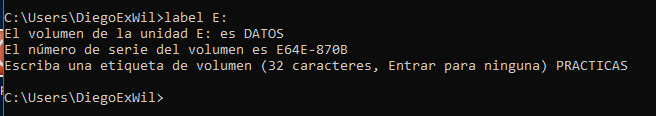 C:\Users\DiegoExWil>label E:
El volumen de la unidad E: es DATOS
El número de serie del volumen es E64E-870B
Escriba una etiqueta de volumen (32 caracteres, Entrar para ninguna) PRACTICAS
C:\Users\DiegoExWil>